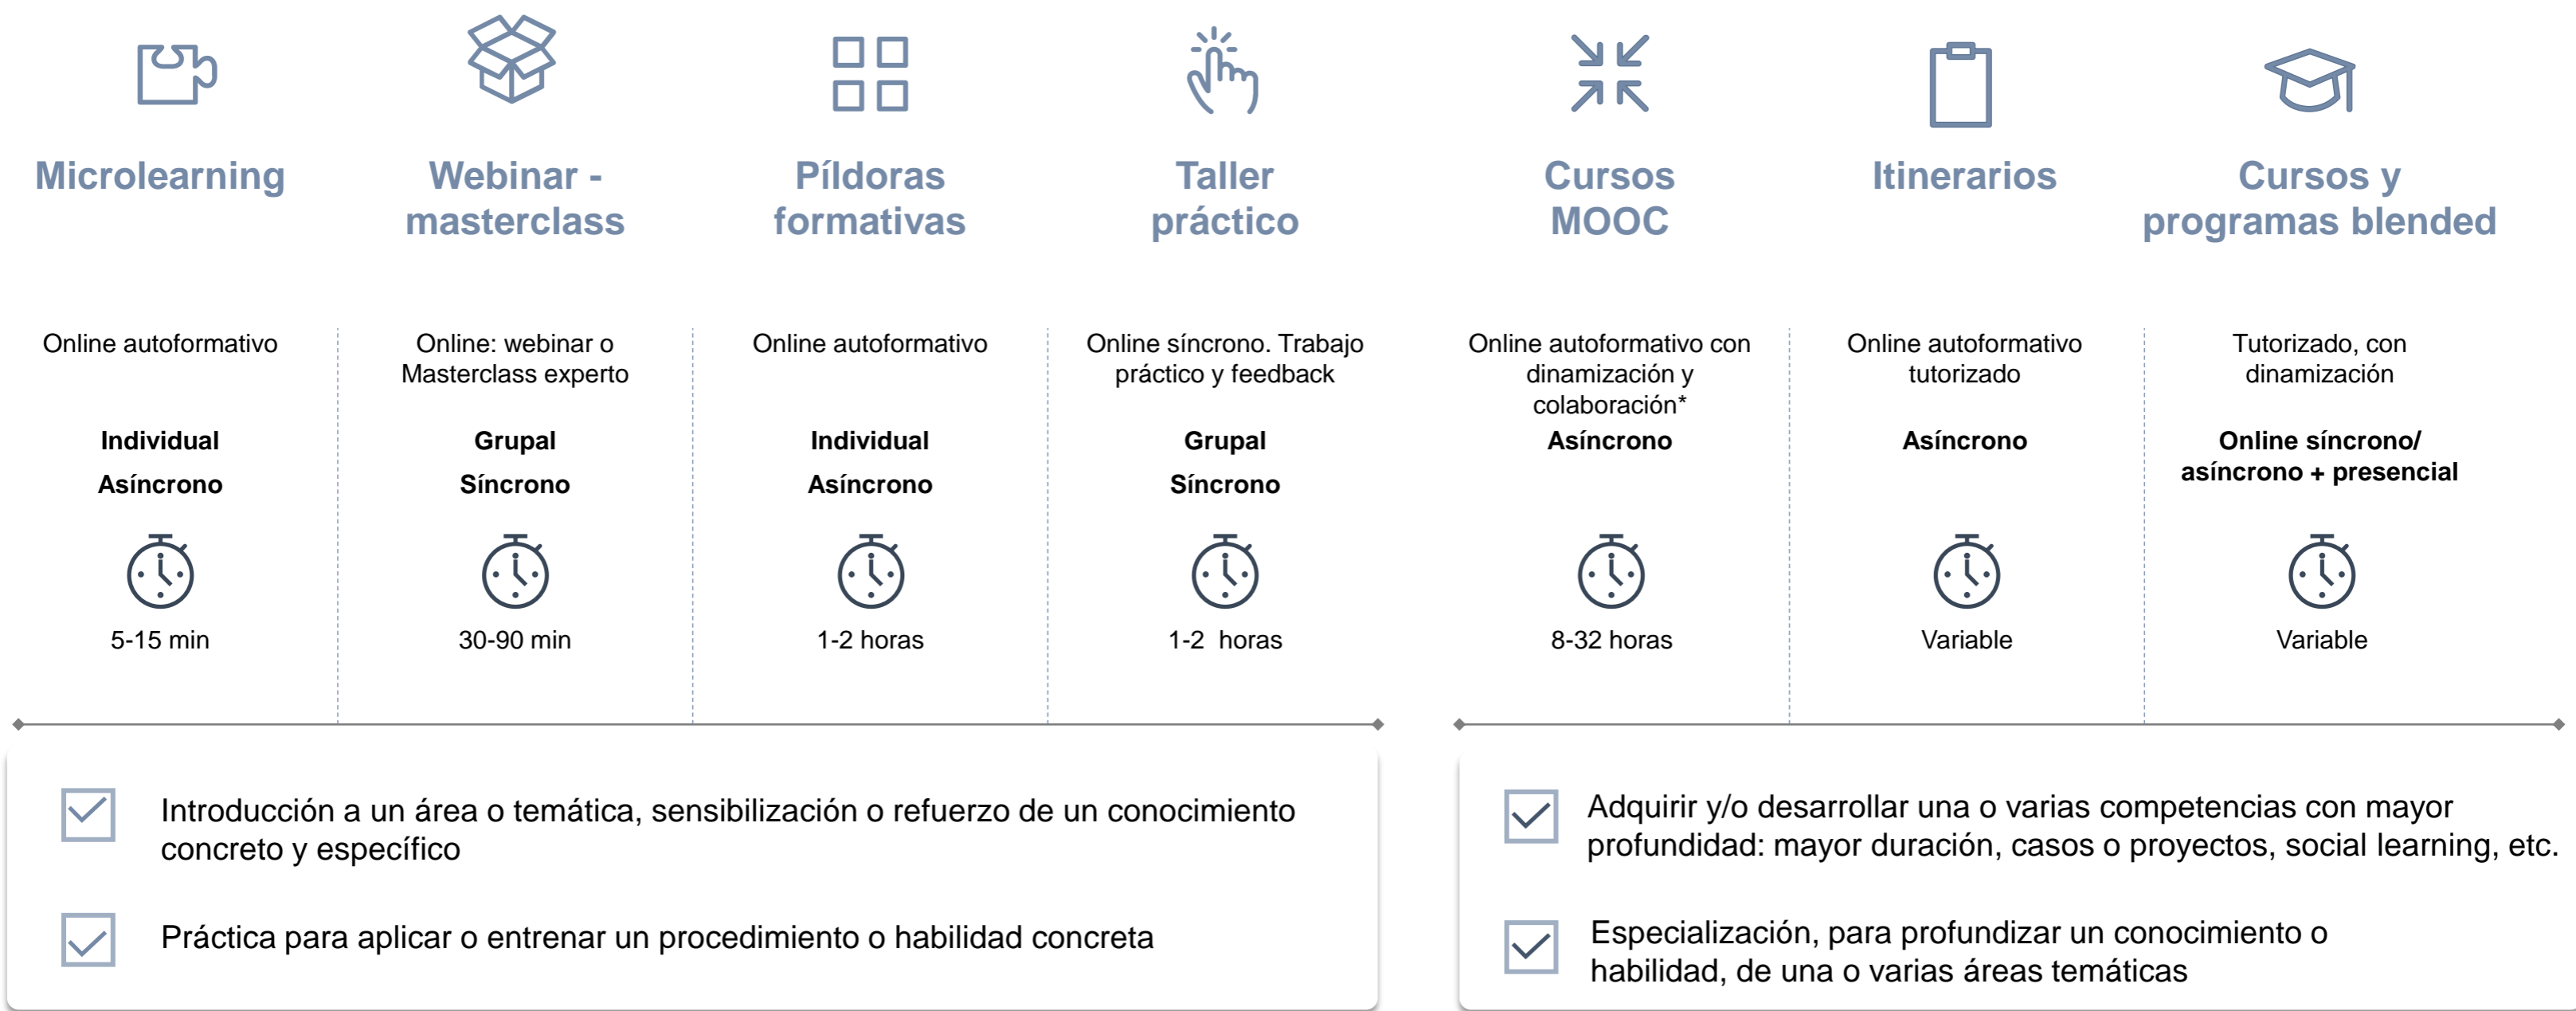 Microlearning
Webinar -
masterclass
Píldoras
formativas
Taller
práctico
Cursos
MOOC
Itinerarios
Cursos y
programas blended
Online autoformativo
Individual
Asíncrono
5-15 min
Online: webinar o
Masterclass experto
Grupal
Síncrono
30-90 min
Online autoformativo
Individual
Asíncrono
1-2 horas
Online síncrono. Trabajo
práctico y feedback
Grupal
Síncrono
1-2 horas
Online autoformativo con
dinamización y
colaboración*
Asíncrono
8-32 horas
Online autoformativo
tutorizado
Asíncrono
Variable
Tutorizado, con
dinamización
Online síncrono/
asíncrono + presencial
Variable
Introducción a un área o temática, sensibilización o refuerzo de un conocimiento
concreto y específico
Práctica para aplicar o entrenar un procedimiento o habilidad concreta
Adquirir y/o desarrollar una o varias competencias con mayor
profundidad: mayor duración, casos o proyectos, social learning, etc.
Especialización, para profundizar un conocimiento o
habilidad, de una o varias áreas temáticas